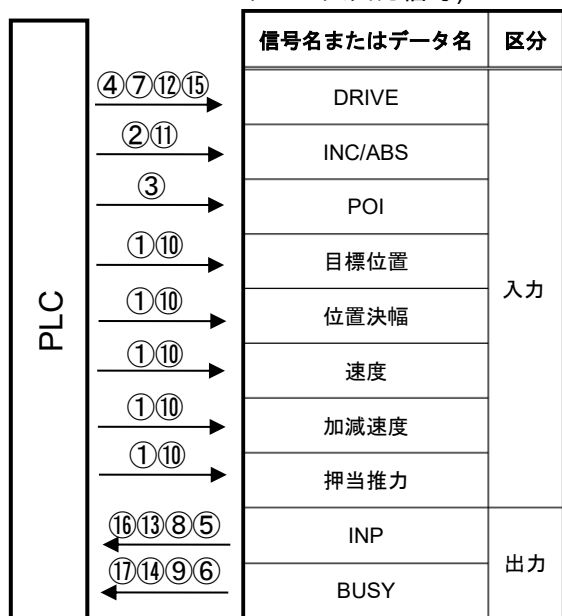 信号名またはデータ名 区分
④⑦⑫⑮ DRIVE
②⑪ INC/ABS
③ POI
①⑩ 目標位置
入力
①⑩ 位置決幅
PLC
①⑩ 速度
①⑩ 加減速度
①⑩ 押当推力
⑯⑬⑧⑤ INP
出力
⑰⑭⑨⑥ BUSY